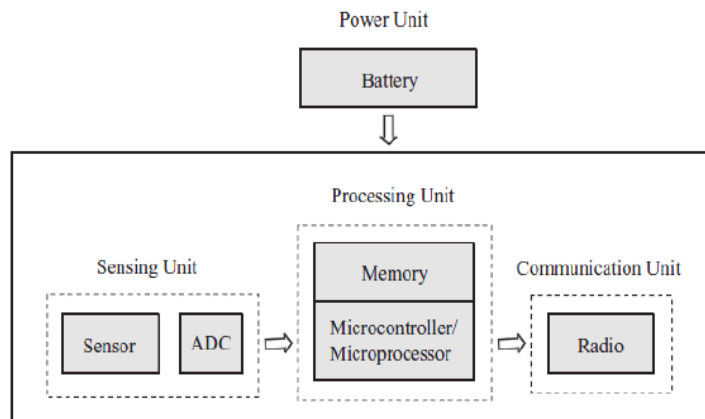 Power Unit
Battery
Processing Unit
Sensing Unit
Memory
Communication Unit
Sensor
ADC
Microcontroller/
Microprocessor
Radio